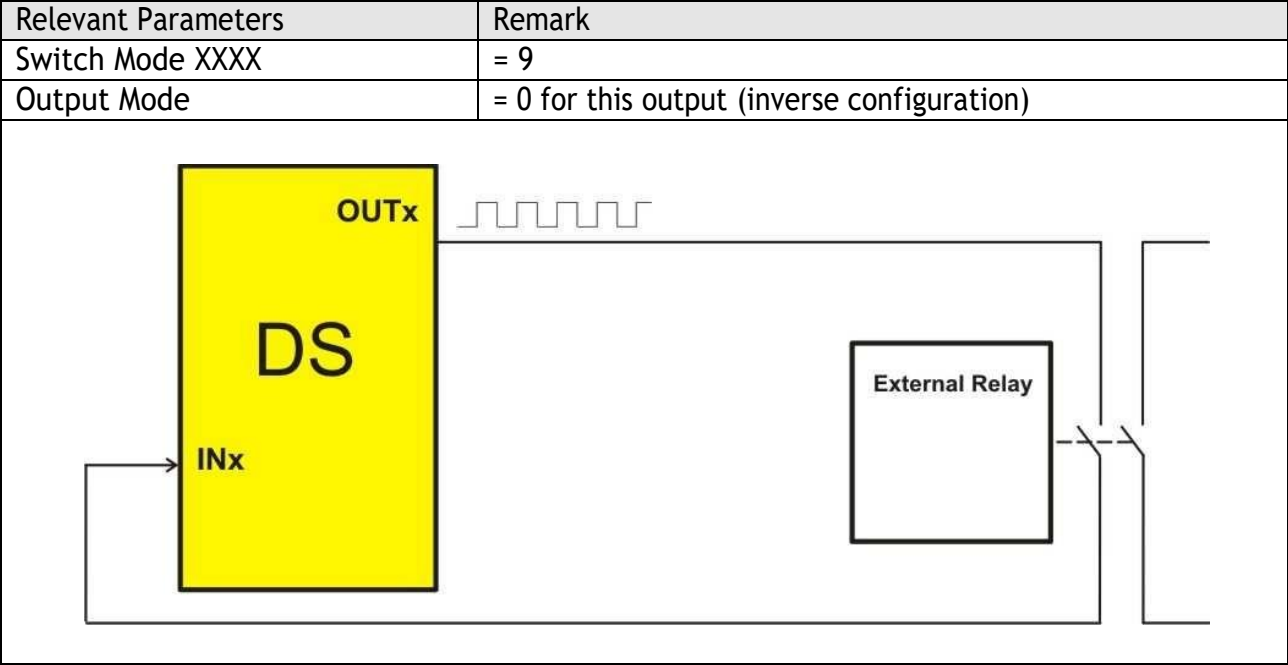 Relevant Parameters Remark
Switch Mode XXXX = 9
Output Mode = 0 for this output (inverse configuration)
OUTx
DS
External Relay
INx